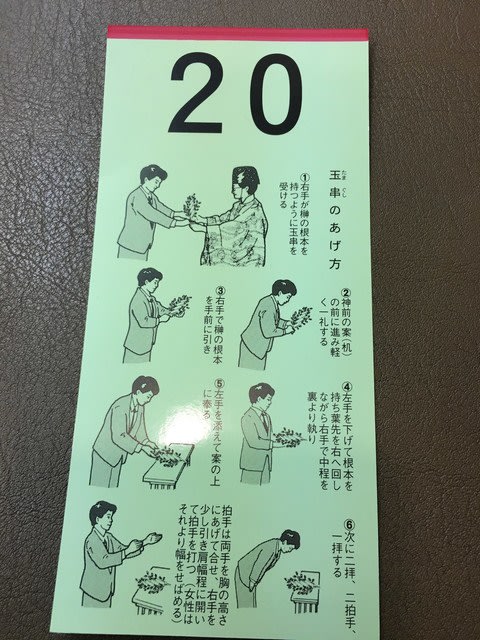 20
玉串のあげ方
たま ぐし
①右手が榊の根本を
持つように玉串を
受ける
②神前の案(机)
の前に進み軽
く一礼する
③右手で榊の根本
を手前に引き
④左手を下げて根本を
持ち葉先を右へ回し
ながら右手で中程を
裏より執り
⑤左手を添えて案の上
に奉る
⑥次に二拝、二拍手、
一拝する
拍手は両手を胸の高さ
にあげて合せ、右手を
少し引き肩幅程に開い
て拍手を打つ(女性は
それより幅をせばめる)